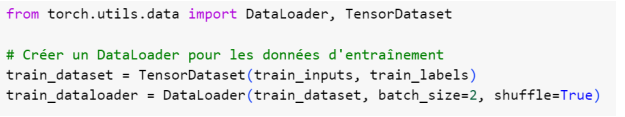 from torch.utils.data import DataLoader, TensorDataset
# Créer un DataLoader pour les données d'entraînement
train_dataset = TensorDataset(train_inputs, train_labels)
train_dataloader = DataLoader(train_dataset, batch_size=2, shuffle=True)